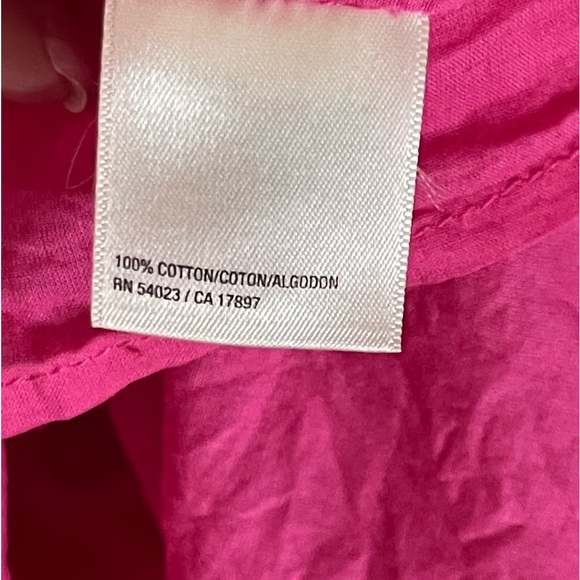 100% COTTON/COTON/ALGODON
RN 54023 / CA 17897